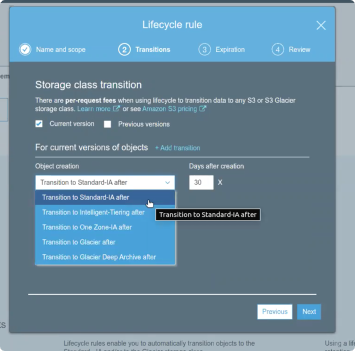 Lifecycle rule
Name and scope
2 Transitions
3 Expiration
4 Review
Storage class transition
There are per-request fees when using lifecycle to transition data to any S3 or S3 Glacier
storage class. Learn more or see Amazon S3 pricing
Current version Previous versions
For current versions of objects + Add transition
Object creation Days after creation
Transition to Standard-IA after 30 X
Transition to Standard-IA after
Transition to Intelligent-Tiering after
Transition to Standard-IA after
Transition to One Zone-IA after
Transition to Glacier after
Transition to Glacier Deep Archive after
Previous Next
Lifecycle rules enable you to automatically transition objects to the
Using a